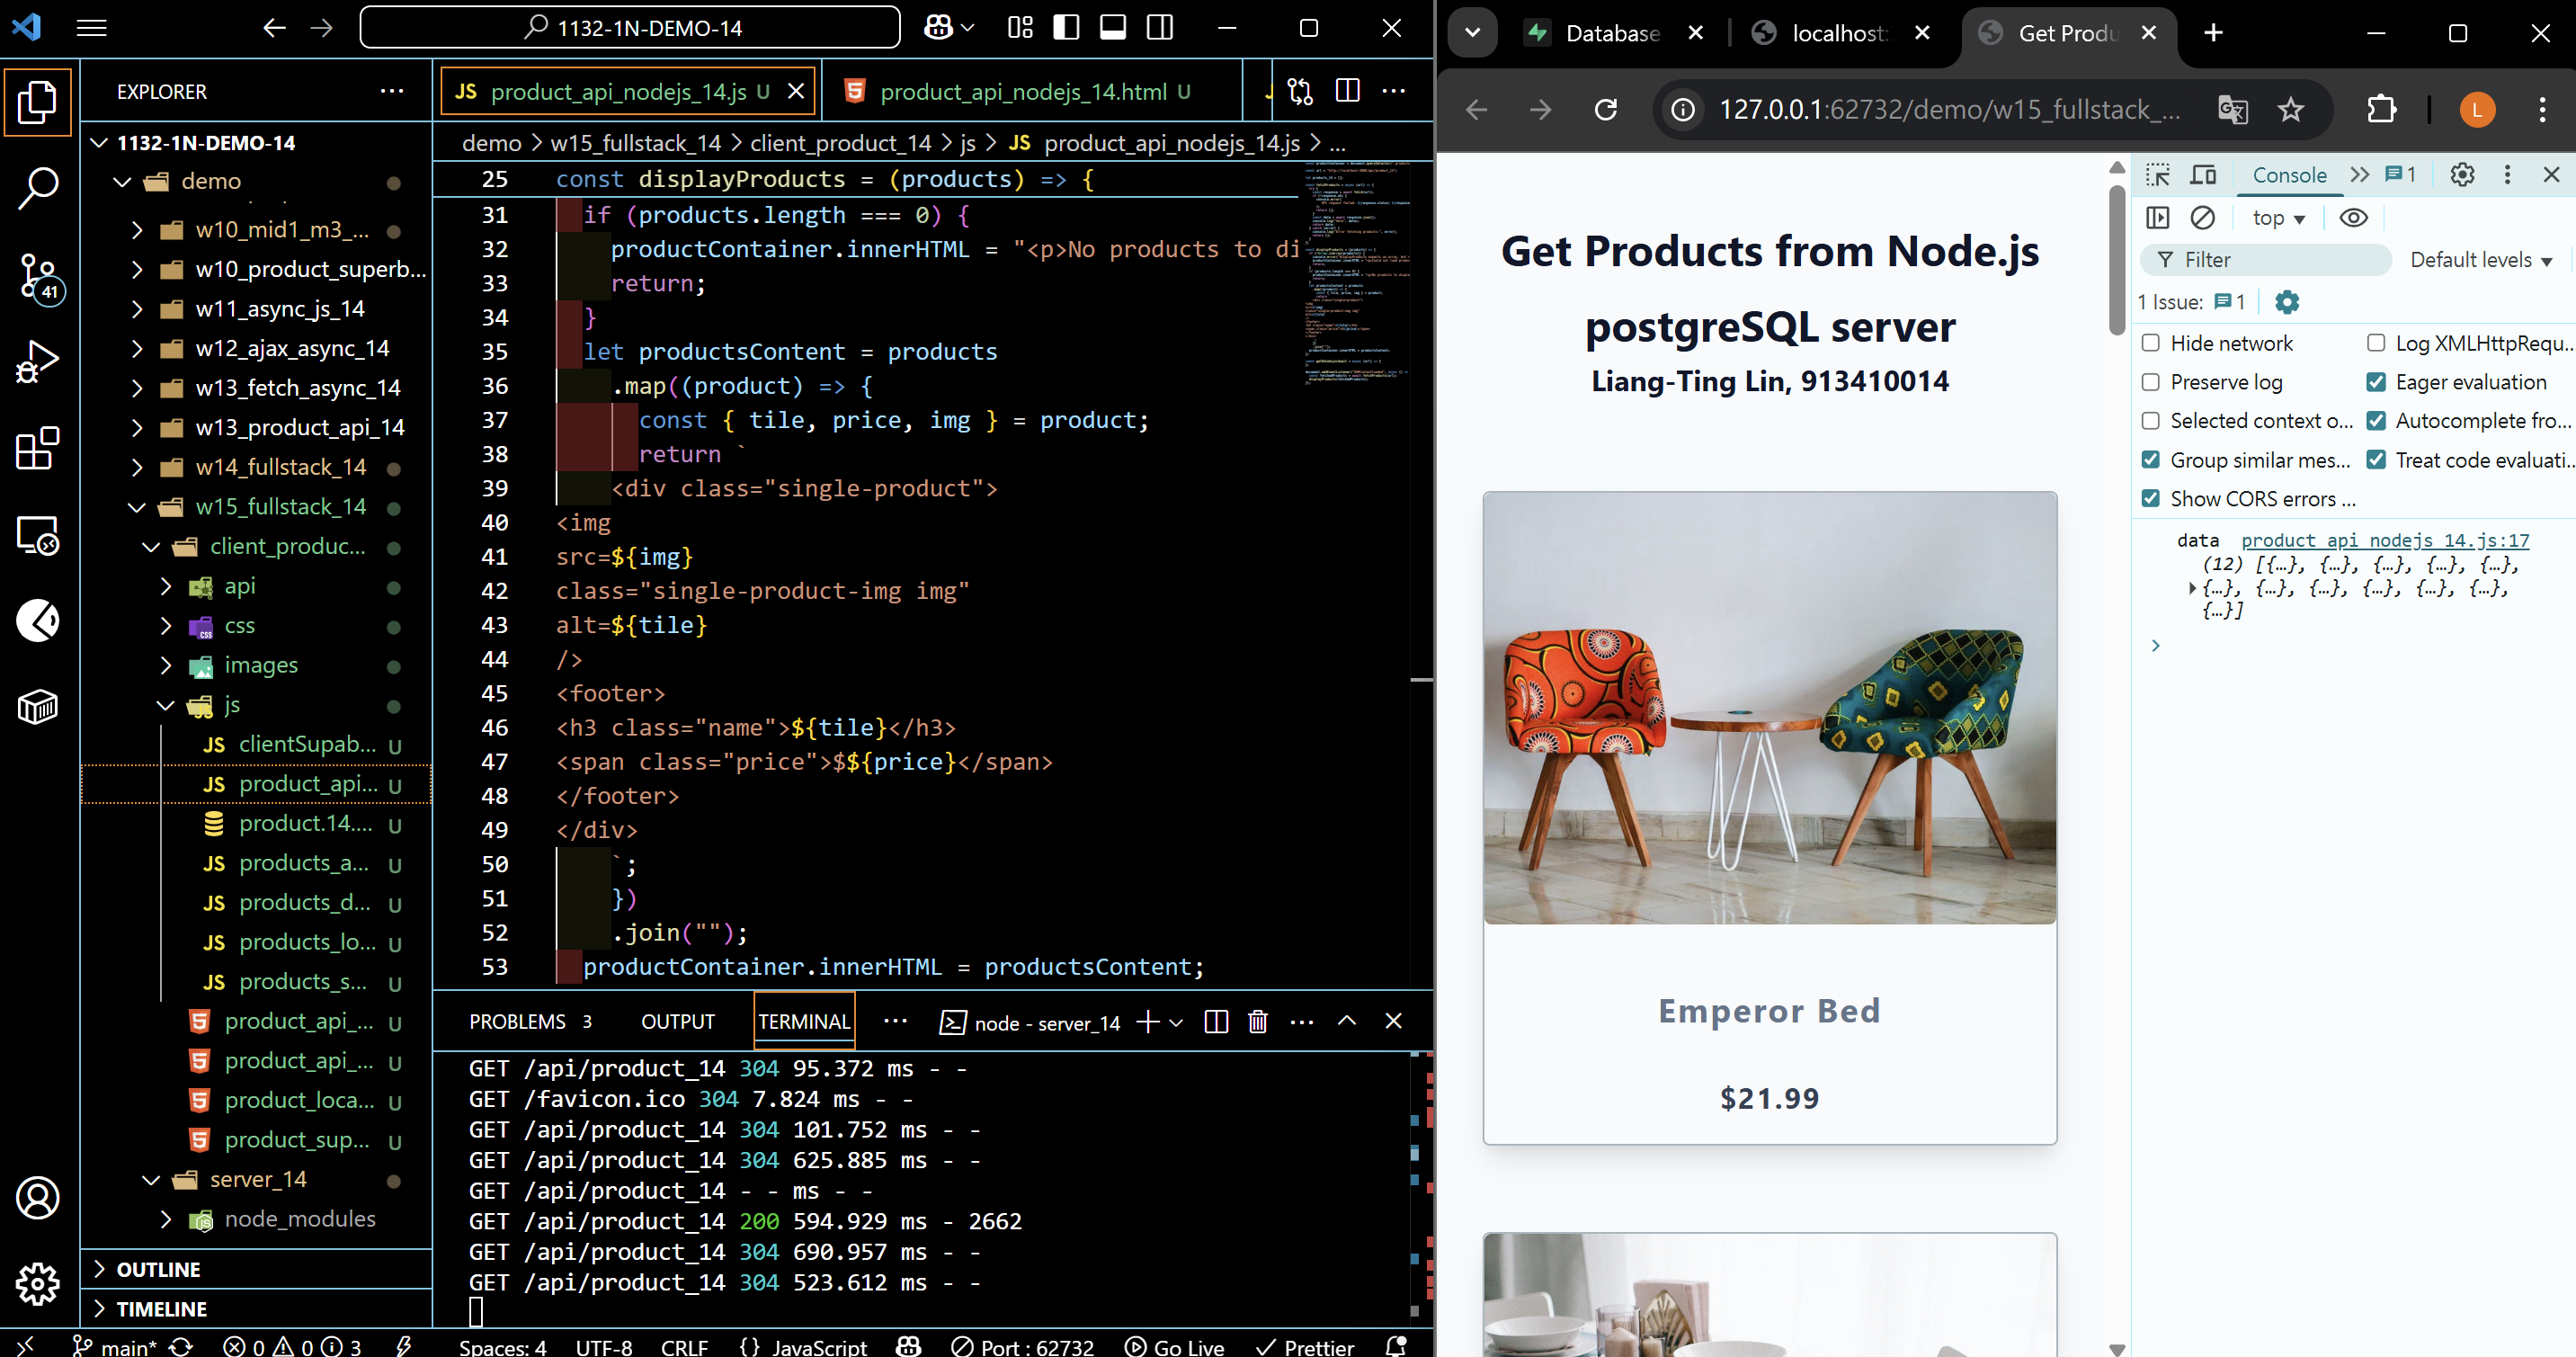 1132-1N-DEMO-14
EXPLORER
1132-1N-DEMO-14
demo
w10_mid1_m3_...
w10_product_superb...
w11_async_js_14
w12_ajax_async_14
w13_fetch_async_14
w13_product_api_14
w14_fullstack_14
w15_fullstack_14
client_produc...
api
css
images
js
JS clientSupab... U
JS product_api... U
product.14.... U
JS products_a... U
JS products_d... U
JS products_lo... U
JS products_s... U
product_api_... U
product_api_... U
product_loca... U
product_sup... U
server_14
node_modules
OUTLINE
TIMELINE
41
JS product_api_nodejs_14.js U
product_api_nodejs_14.html U
demo > w15_fullstack_14 > client_product_14 > js > JS product_api_nodejs_14.js > ...
25 const displayProducts = (products) => {
31 if (products.length === 0) {
32 productContainer.innerHTML = "<p>No products to di
33 return;
34 }
35 let productsContent = products
36 .map((product) => {
37 const { tile, price, img } = product;
38 return `
39 <div class="single-product">
40 <img
41 src=${img}
42 class="single-product-img img"
43 alt=${tile}
44 />
45 <footer>
46 <h3 class="name">${tile}</h3>
47 <span class="price">$${price}</span>
48 </footer>
49 </div>
50 `;
51 })
52 .join("");
53 productContainer.innerHTML = productsContent;
PROBLEMS 3 OUTPUT TERMINAL ... node - server_14
GET /api/product_14 304 95.372 ms - -
GET /favicon.ico 304 7.824 ms - -
GET /api/product_14 304 101.752 ms - -
GET /api/product_14 304 625.885 ms - -
GET /api/product_14 - - ms - -
GET /api/product_14 200 594.929 ms - 2662
GET /api/product_14 304 690.957 ms - -
GET /api/product_14 304 523.612 ms - -
main* 0 0 3 Spaces: 4 UTF-8 CRLF {} JavaScript Port : 62732 Go Live Prettier
Database
localhost:
Get Produ
127.0.0.1:62732/demo/w15_fullstack_...
L
Get Products from Node.js
postgreSQL server
Liang-Ting Lin, 913410014
Emperor Bed
$21.99
Console 1
top
Filter Default levels
1 Issue: 1
Hide network Log XMLHttpRequ...
Preserve log Eager evaluation
Selected context o... Autocomplete fro...
Group similar mes... Treat code evaluati...
Show CORS errors ...
data product_api_nodejs_14.js:17
(12) [{…}, {…}, {…}, {…}, {…},
{…}, {…}, {…}, {…}, {…}, {…},
{…}]